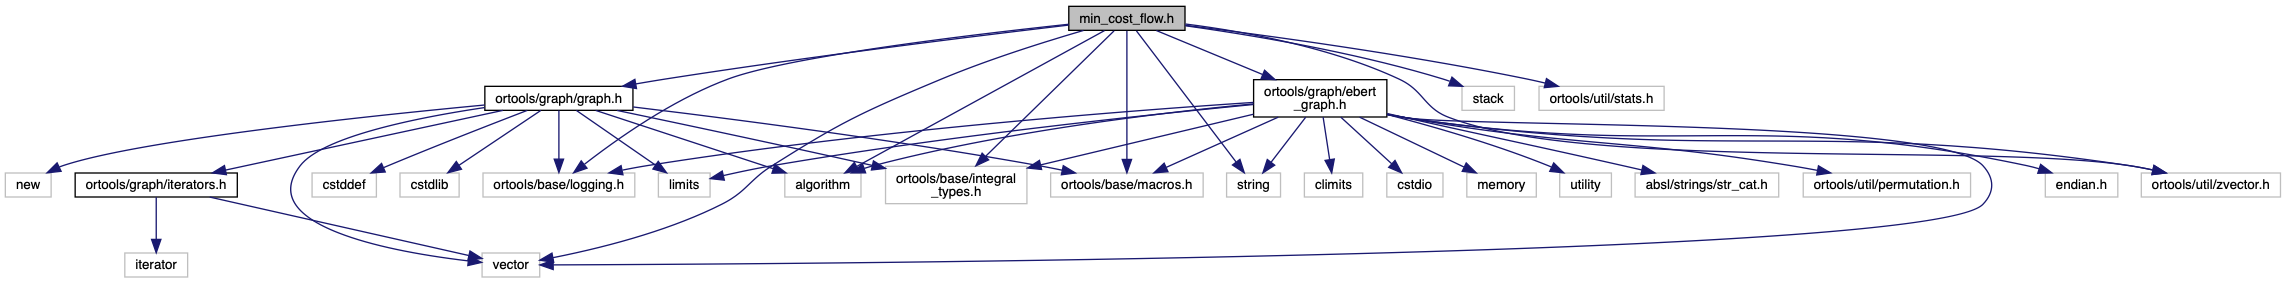 min_cost_flow.h
ortools/graph/graph.h
ortools/graph/ebert
_graph.h
stack
ortools/util/stats.h
new
ortools/graph/iterators.h
cstddef
cstdlib
ortools/base/logging.h
limits
algorithm
ortools/base/integral
_types.h
ortools/base/macros.h
string
climits
cstdio
memory
utility
absl/strings/str_cat.h
ortools/util/permutation.h
endian.h
ortools/util/zvector.h
iterator
vector